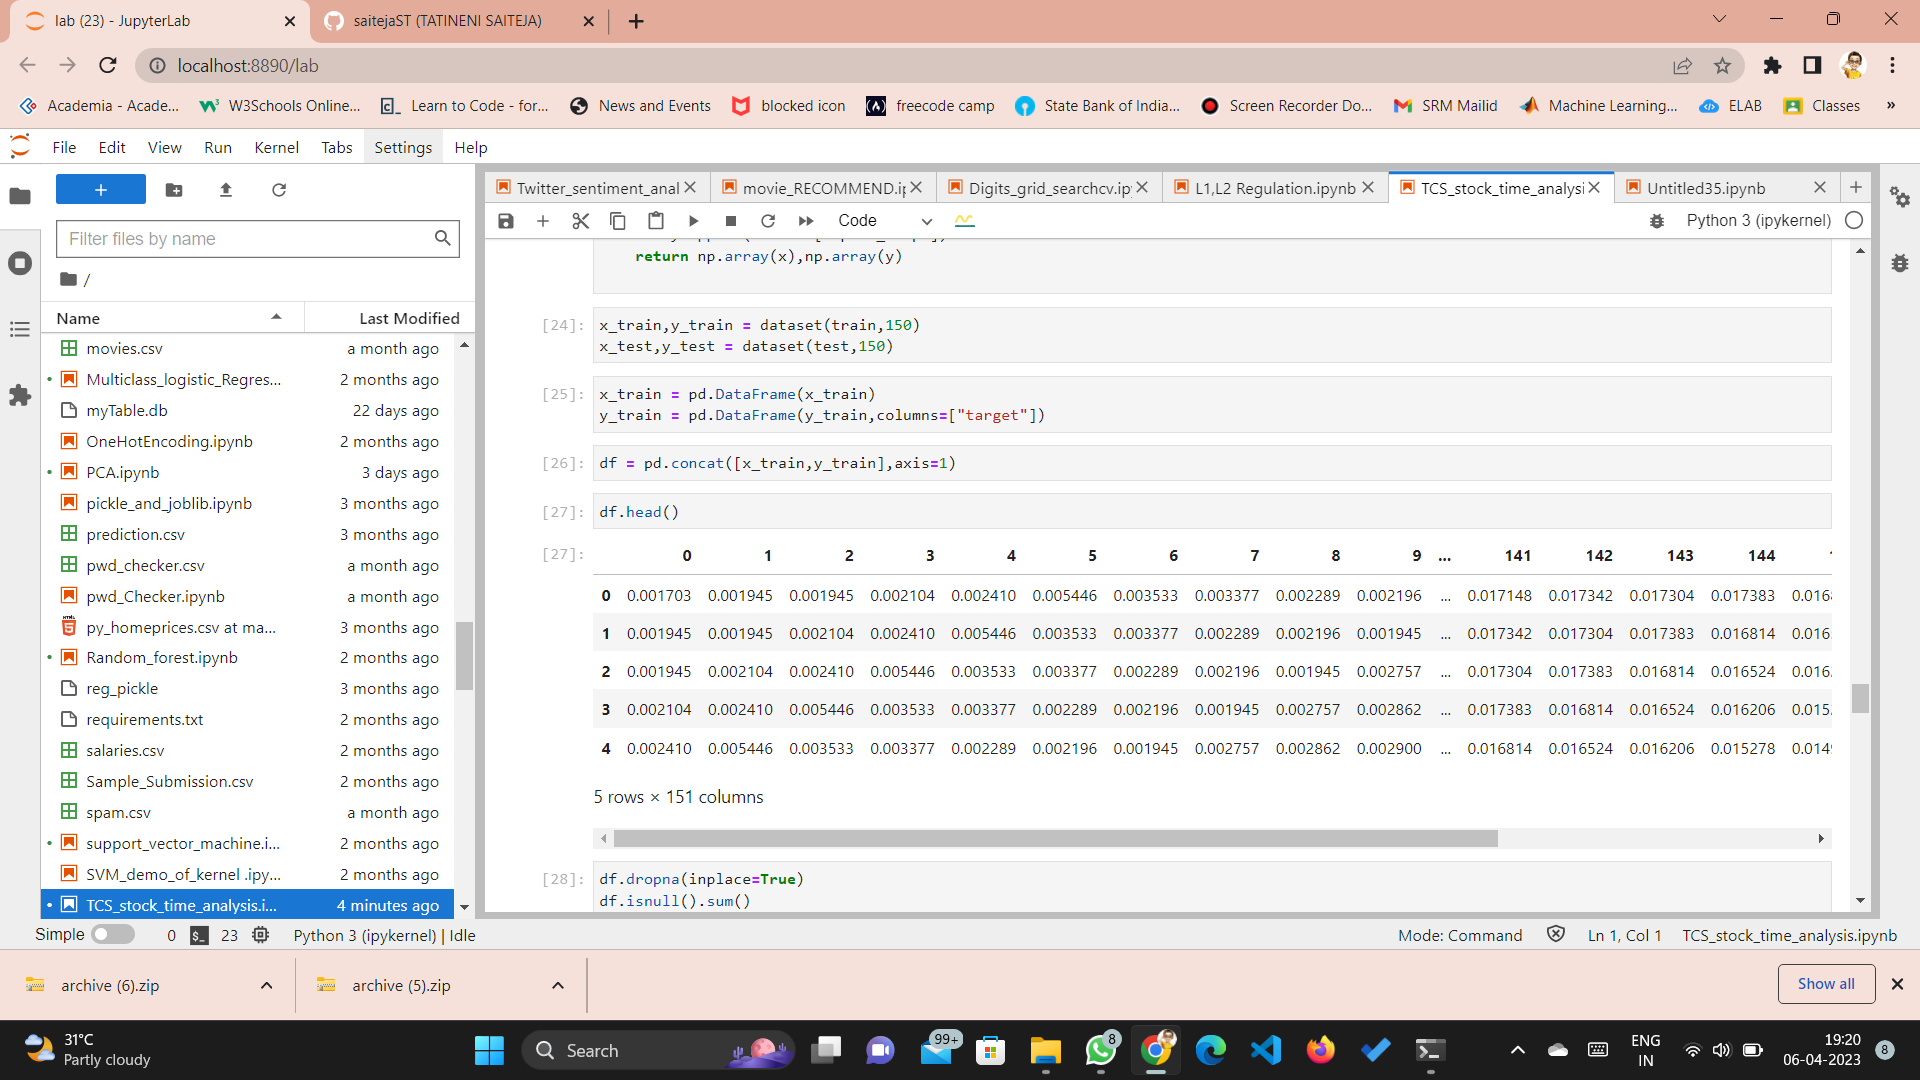 lab (23) - JupyterLab
saitejaST (TATINENI SAITEJA)
localhost:8890/lab
Academia - Acade...
W3Schools Online...
Learn to Code - for...
News and Events
blocked icon
freecode camp
State Bank of India...
Screen Recorder Do...
SRM Mailid
Machine Learning...
ELAB
Classes
»
File Edit View Run Kernel Tabs Settings Help
Filter files by name
/
Name Last Modified
movies.csv a month ago
Multiclass_logistic_Regres... 2 months ago
myTable.db 22 days ago
OneHotEncoding.ipynb 2 months ago
PCA.ipynb 3 days ago
pickle_and_joblib.ipynb 3 months ago
prediction.csv 3 months ago
pwd_checker.csv a month ago
pwd_Checker.ipynb a month ago
py_homeprices.csv at ma... 3 months ago
Random_forest.ipynb 2 months ago
reg_pickle 3 months ago
requirements.txt 2 months ago
salaries.csv 2 months ago
Sample_Submission.csv 2 months ago
spam.csv a month ago
support_vector_machine.i... 2 months ago
SVM_demo_of_kernel .ipy... 2 months ago
TCS_stock_time_analysis.i... 4 minutes ago
Twitter_sentiment_anal
movie_RECOMMEND.ip
Digits_grid_searchcv.ip
L1,L2 Regulation.ipynb
TCS_stock_time_analysi
Untitled35.ipynb
Code
Python 3 (ipykernel)
return np.array(x),np.array(y)
[24]: x_train,y_train = dataset(train,150)
x_test,y_test = dataset(test,150)
[25]: x_train = pd.DataFrame(x_train)
y_train = pd.DataFrame(y_train,columns=["target"])
[26]: df = pd.concat([x_train,y_train],axis=1)
[27]: df.head()
[27]: 0 1 2 3 4 5 6 7 8 9 ... 141 142 143 144
0 0.001703 0.001945 0.001945 0.002104 0.002410 0.005446 0.003533 0.003377 0.002289 0.002196 ... 0.017148 0.017342 0.017304 0.017383 0.016
1 0.001945 0.001945 0.002104 0.002410 0.005446 0.003533 0.003377 0.002289 0.002196 0.001945 ... 0.017342 0.017304 0.017383 0.016814 0.016
2 0.001945 0.002104 0.002410 0.005446 0.003533 0.003377 0.002289 0.002196 0.001945 0.002757 ... 0.017304 0.017383 0.016814 0.016524 0.016
3 0.002104 0.002410 0.005446 0.003533 0.003377 0.002289 0.002196 0.001945 0.002757 0.002862 ... 0.017383 0.016814 0.016524 0.016206 0.015
4 0.002410 0.005446 0.003533 0.003377 0.002289 0.002196 0.001945 0.002757 0.002862 0.002900 ... 0.016814 0.016524 0.016206 0.015278 0.014
5 rows × 151 columns
[28]: df.dropna(inplace=True)
df.isnull().sum()
Simple 0 23 Python 3 (ipykernel) | Idle Mode: Command Ln 1, Col 1 TCS_stock_time_analysis.ipynb
archive (6).zip
archive (5).zip
Show all
31°C
Partly cloudy
Search
99+
8
ENG
IN
19:20
06-04-2023
8